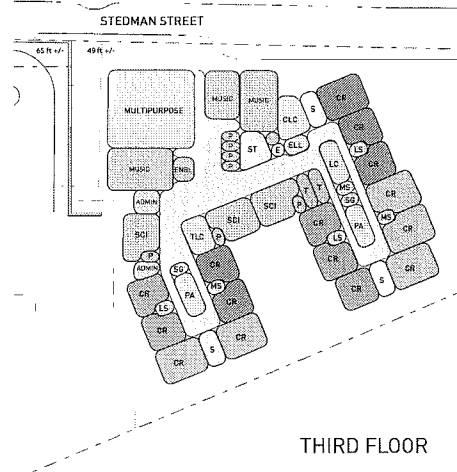 STEDMAN STREET
65 ft +/-
49 ft +/-
MULTIPURPOSE
MUSIC
MUSIC
CLC
S
CR
CR
P
P
P
P
ST
E
ELL
LC
LS
CR
MUSIC
ENSL
ADMIN
SCI
SCI
T
T
P
MS
SG
CR
MS
CR
SCI
TLC
P
CR
LS
PA
P
ADMIN
SG
CR
CR
CR
MS
PA
CR
S
CR
LS
CR
CR
CR
S
CR
THIRD FLOOR